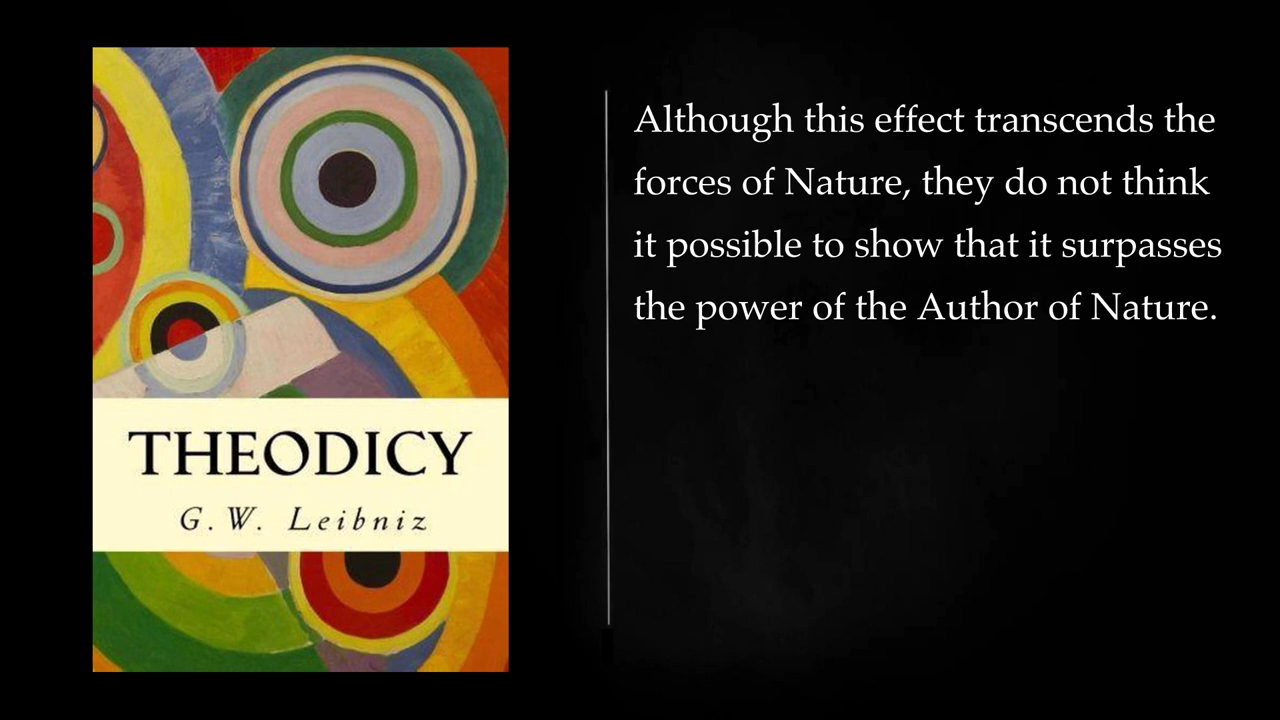 THEODICY
G. W. Leibniz
Although this effect transcends the
forces of Nature, they do not think
it possible to show that it surpasses
the power of the Author of Nature.